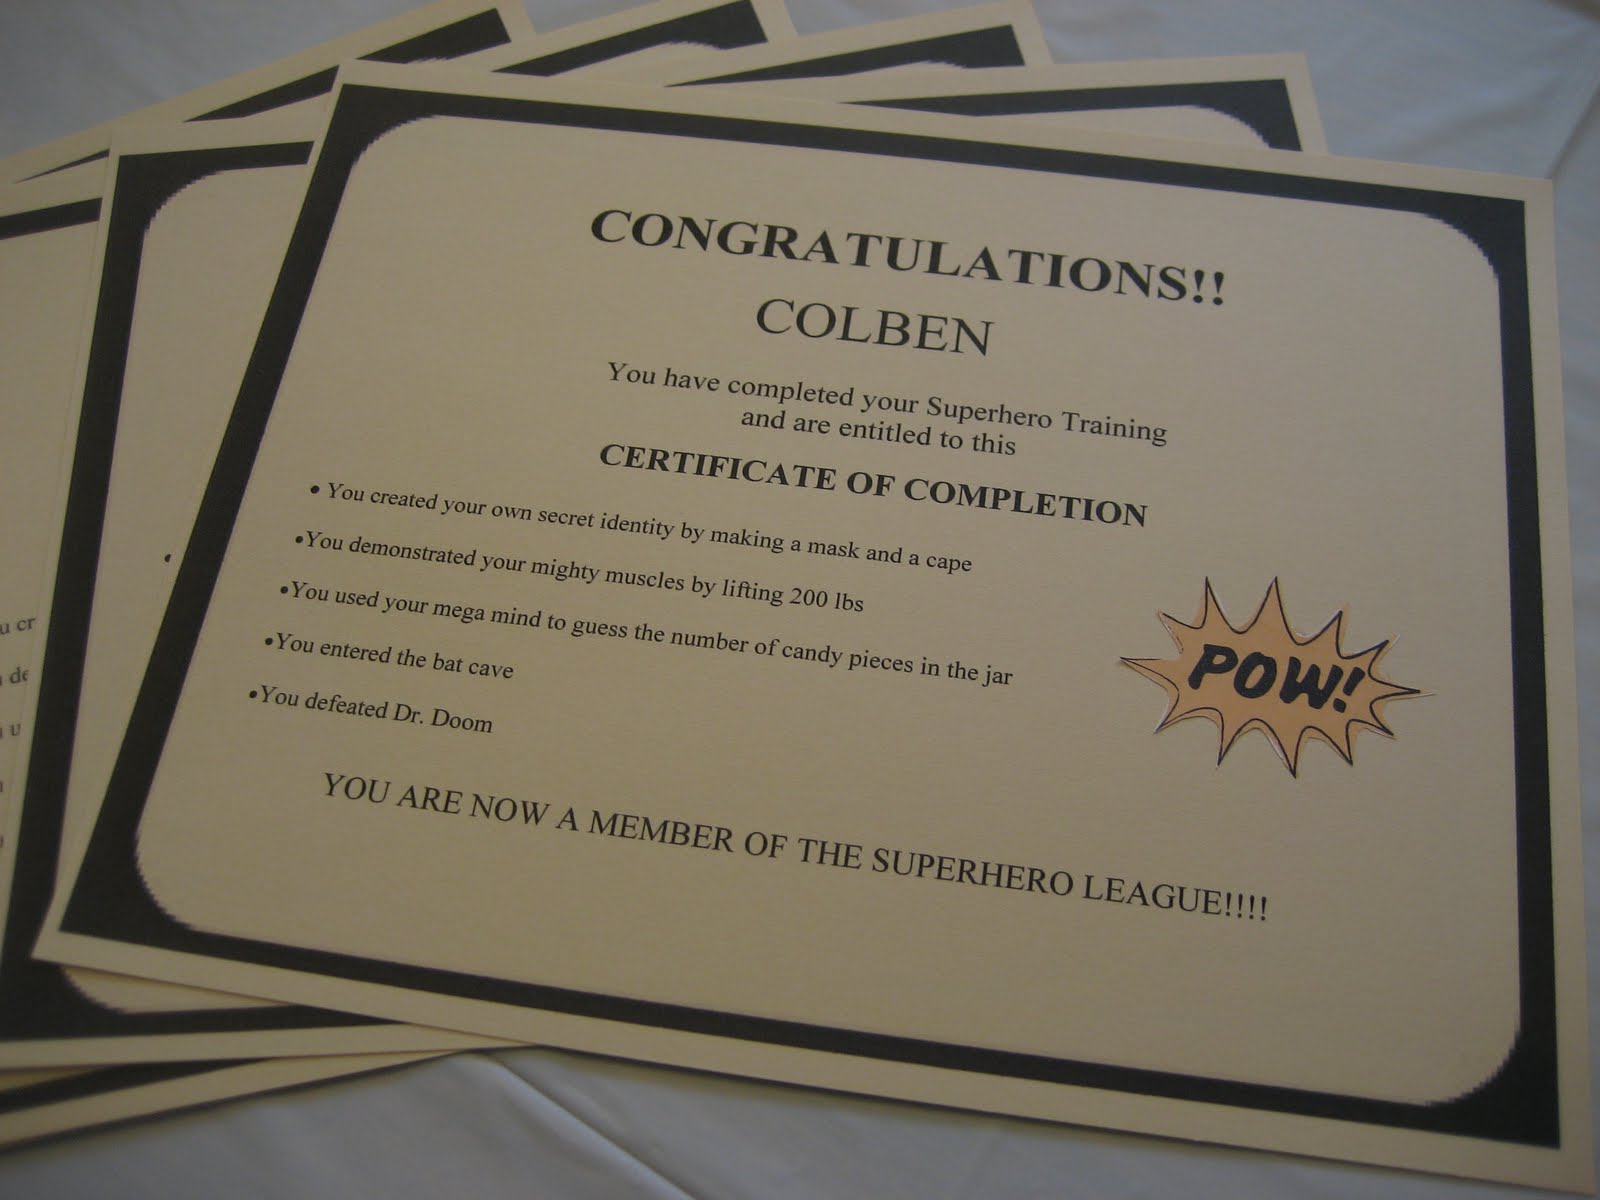 CONGRATULATIONS!!
COLBEN
You have completed your Superhero Training
and are entitled to this
CERTIFICATE OF COMPLETION
• You created your own secret identity by making a mask and a cape
•You demonstrated your mighty muscles by lifting 200 lbs
•You used your mega mind to guess the number of candy pieces in the jar
•You entered the bat cave
•You defeated Dr. Doom
POW!
YOU ARE NOW A MEMBER OF THE SUPERHERO LEAGUE!!!!